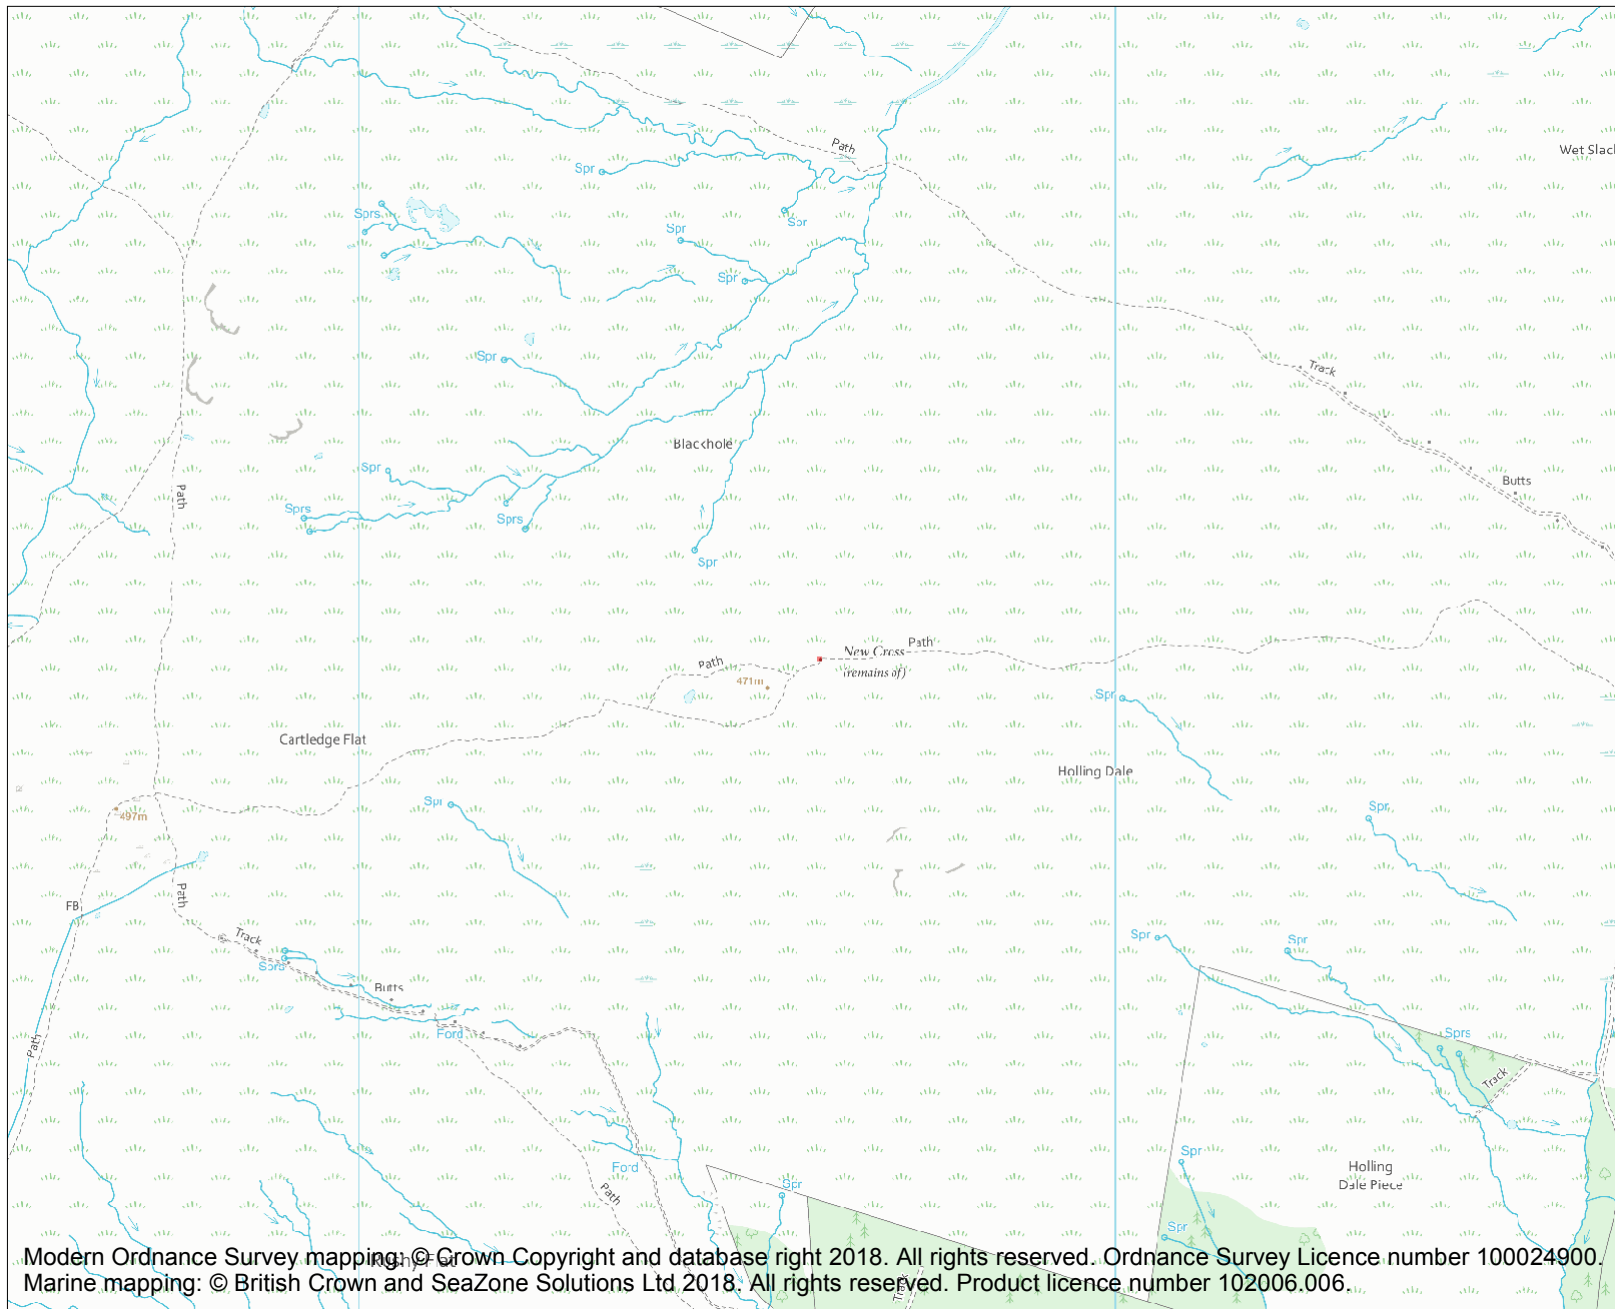 Path
Wet Slack
Spr
Sprs
Spr
Spr
Spr
Spr
Track
Blackhole
Spr
Butts
Path
Sprs
Sprs
Spr
New Cross
(remains of)
Path
Path
471m
Spr
Cartledge Flat
Holling Dale
Spr
Spr
497m
Path
FB
Track
Spr
Spr
Sprs
Butts
Ford
Path
Sprs
Track
Spr
Ford
Path
Spr
Holling
Dale Piece
Spr
Track
Modern Ordnance Survey mapping: © Crown Copyright and database right 2018. All rights reserved. Ordnance Survey Licence number 100024900.
Marine mapping: © British Crown and SeaZone Solutions Ltd 2018. All rights reserved. Product licence number 102006.006.